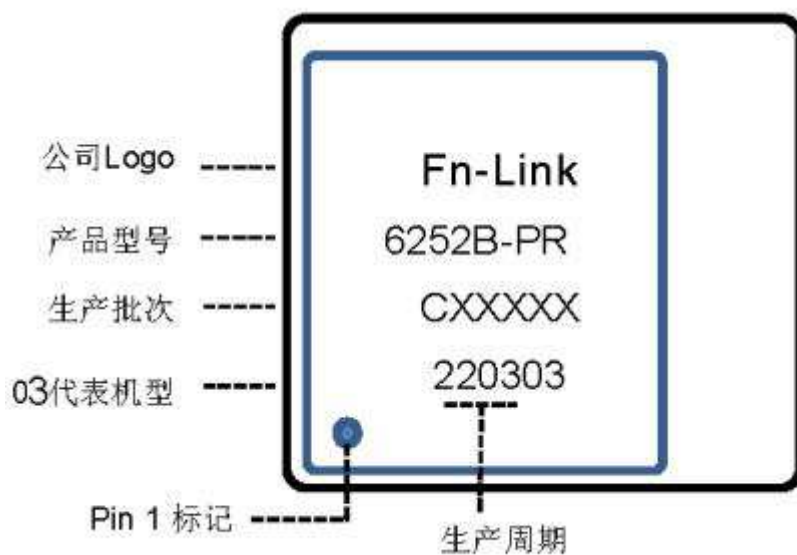 公司Logo
Fn-Link
产品型号
6252B-PR
生产批次
CXXXXX
03代表机型
220303
Pin 1 标记
生产周期